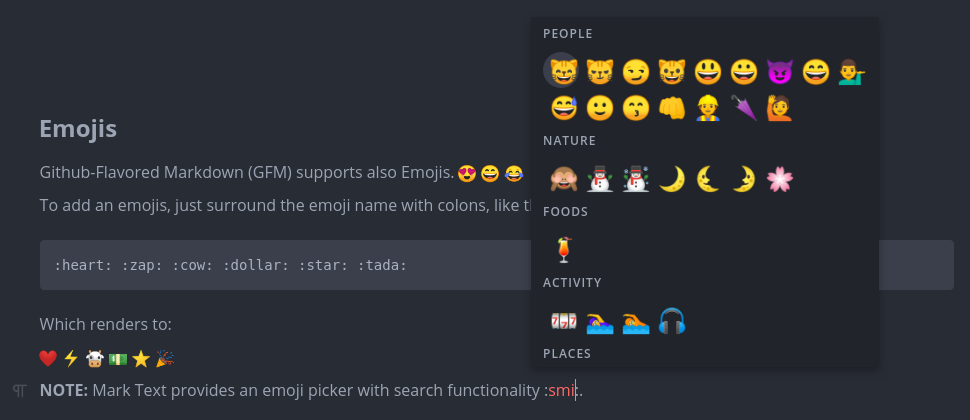 Emojis
Github-Flavored Markdown (GFM) supports also Emojis. 😍 😄 😂
To add an emojis, just surround the emoji name with colons, like
:heart: :zap: :cow: :dollar: :star: :tada:
Which renders to:
❤️ ⚡ 🐮 💵 ⭐ 🎉
NOTE: Mark Text provides an emoji picker with search functionality :smi:.
PEOPLE
NATURE
FOODS
ACTIVITY
PLACES